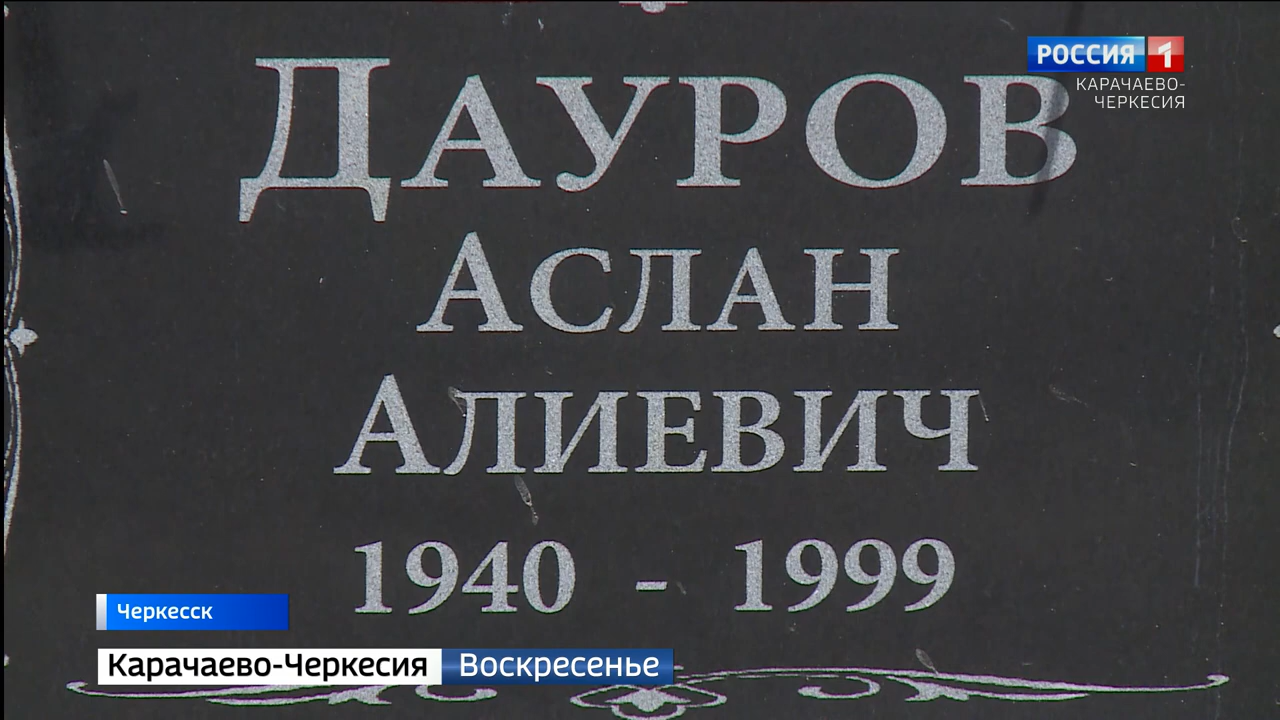 РОССИЯ 1
КАРАЧАЕВО-
ЧЕРКЕСИЯ
ДАУРОВ
АСЛАН
АЛИЕВИЧ
1940 - 1999
Черкесск
Карачаево-Черкесия Воскресенье